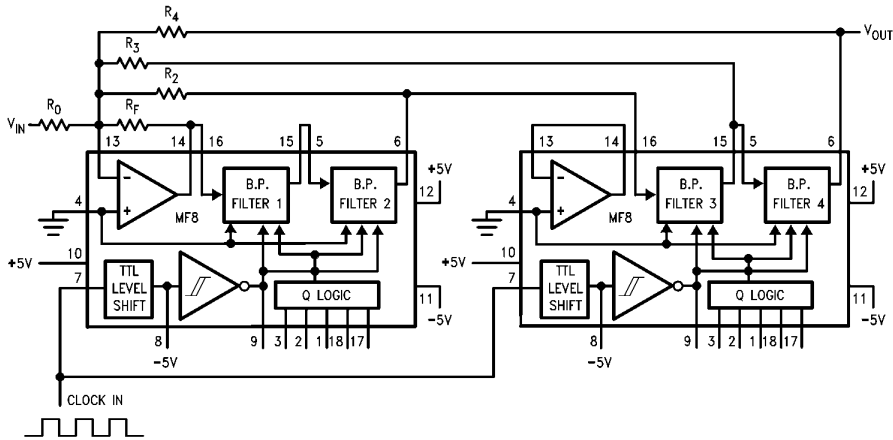 R4
R3
R2
VOUT
VIN
R0
RF
13
14
16
15
5
6
13
14
16
15
5
6
+5V
+5V
B.P.
FILTER 1
B.P.
FILTER 2
12
B.P.
FILTER 3
B.P.
FILTER 4
12
4
MF8
4
MF8
+5V
10
+5V
10
7
TTL
LEVEL
SHIFT
Q LOGIC
11
-5V
7
TTL
LEVEL
SHIFT
Q LOGIC
11
-5V
8
-5V
9
3
2
1
18
17
8
-5V
9
3
2
1
18
17
CLOCK IN